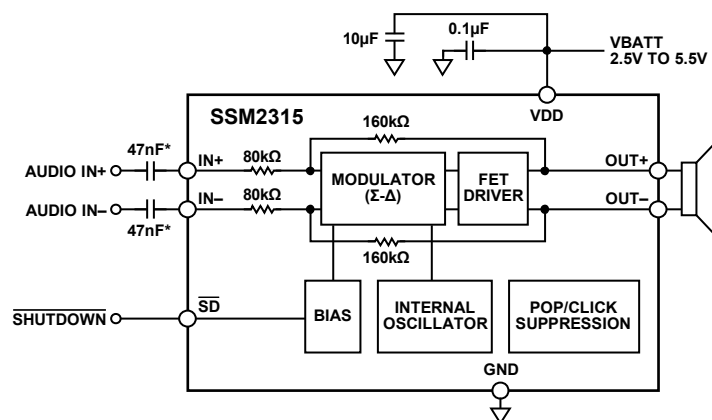 10µF
0.1µF
VBATT
2.5V TO 5.5V
VDD
SSM2315
160kΩ
47nF*
AUDIO IN+
IN+
80kΩ
MODULATOR
(Σ-Δ)
FET
DRIVER
OUT+
AUDIO IN–
IN–
80kΩ
OUT–
47nF*
160kΩ
SHUTDOWN
SD
BIAS
INTERNAL
OSCILLATOR
POP/CLICK
SUPPRESSION
GND